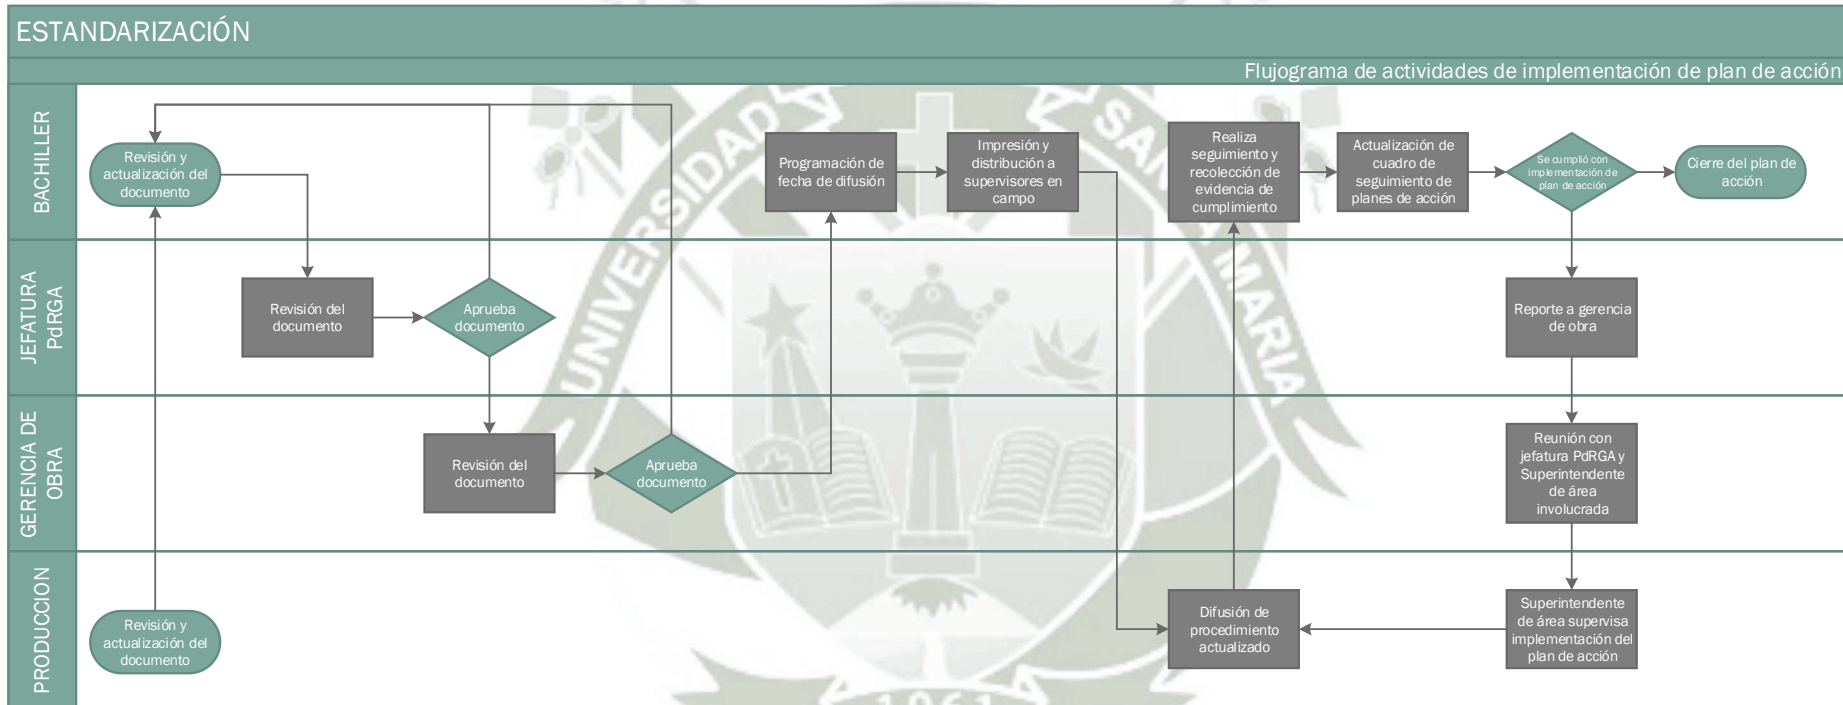 ESTANDARIZACIÓN
Flujograma de actividades de implementación de plan de acción
BACHILLER
Revisión y
actualización del
documento
Programación de
fecha de difusión
Impresión y
distribución a
supervisores en
campo
Realiza
seguimiento y
recolección de
evidencia de
cumplimiento
Actualización de
cuadro de
seguimiento de
planes de acción
Se cumplió con
implementación de
plan de acción
Cierre del plan de
acción
JEFATURA
PdRGA
Revisión del
documento
Aprueba
documento
Reporte a gerencia
de obra
GERENCIA DE
OBRA
Revisión del
documento
Aprueba
documento
Reunión con
jefatura PdRGA y
Superintendente
de área
involucrada
PRODUCCION
Revisión y
actualización del
documento
Difusión de
procedimiento
actualizado
Superintendente
de área supervisa
implementación del
plan de acción
UNIVERSIDAD
SANTA MARIA
1961